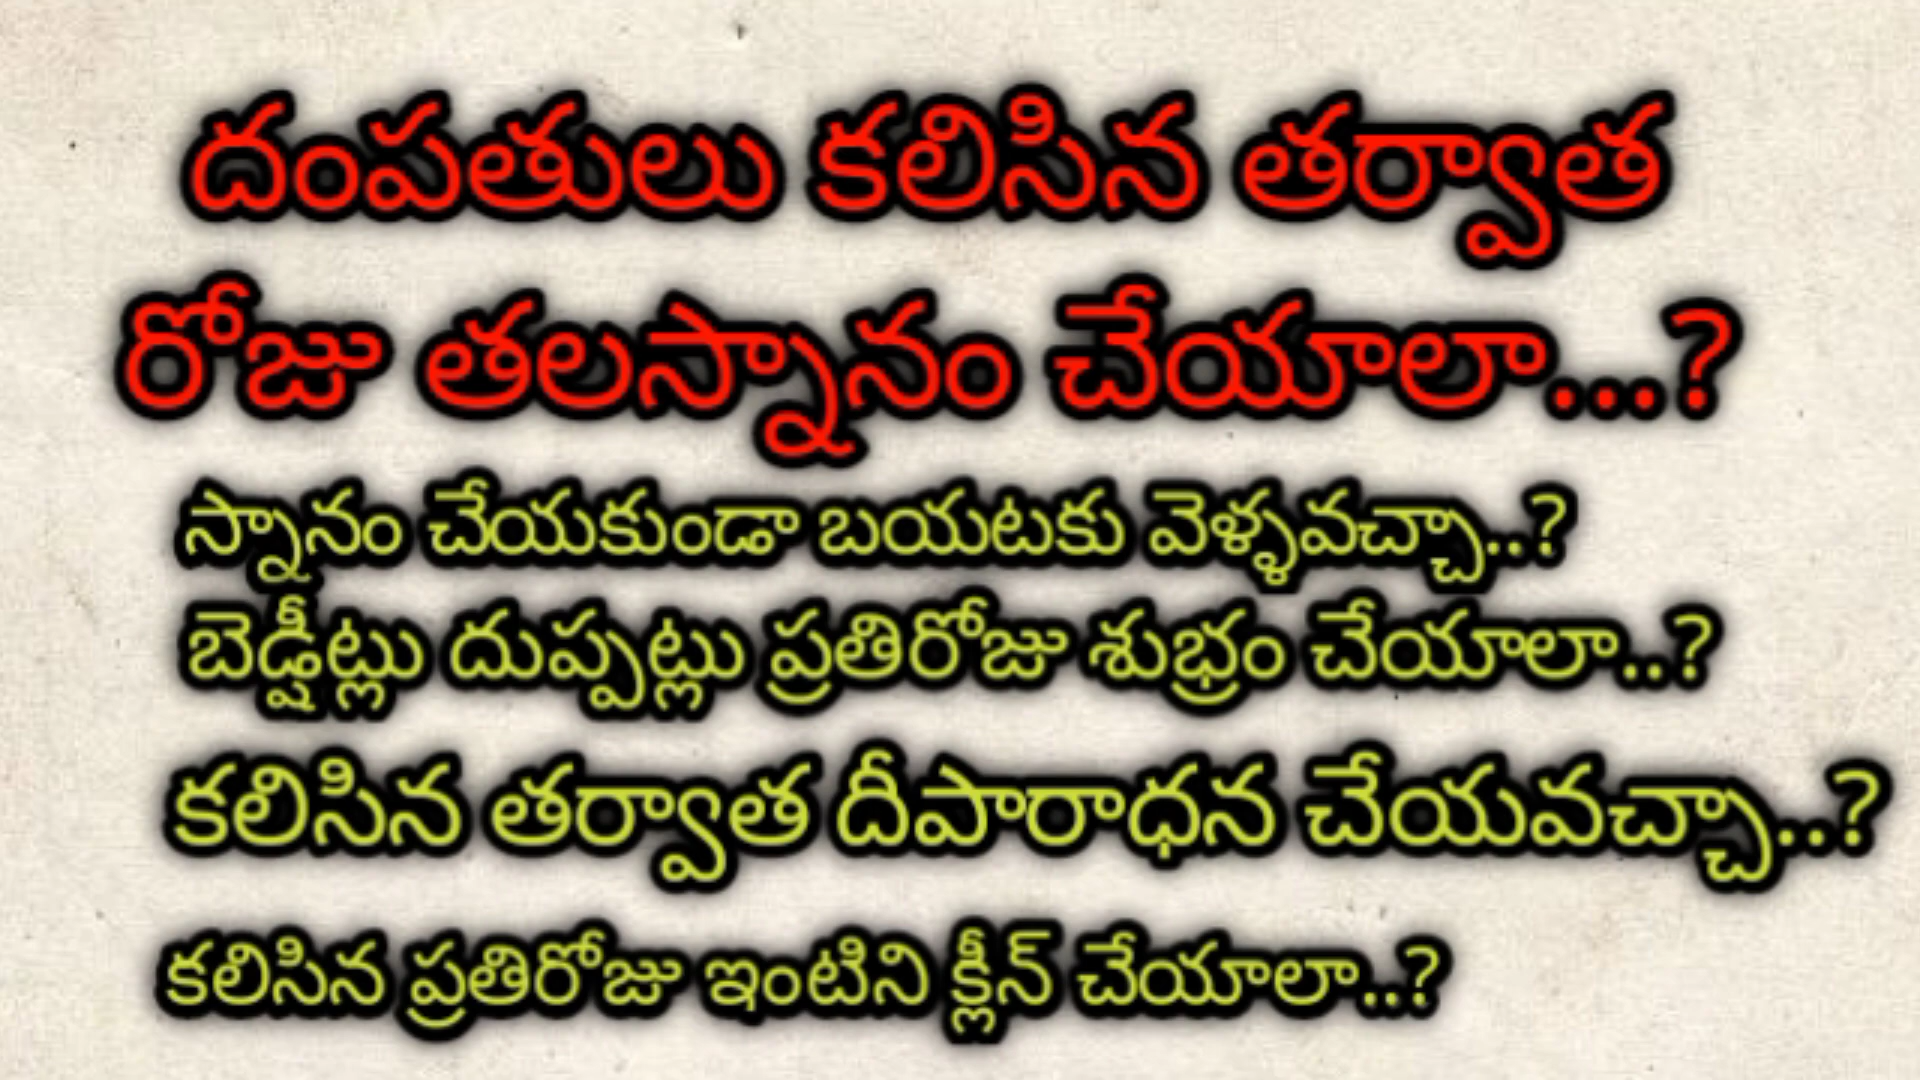 దంపతులు కలిసిన తర్వాత
రోజు తలస్నానం చేయాలా...?
స్నానం చేయకుండా బయటకు వెళ్ళవచ్చా..?
బెడ్షీట్లు దుప్పట్లు ప్రతిరోజు శుభ్రం చేయాలా..?
కలిసిన తర్వాత దీపారాధన చేయవచ్చా..?
కలిసిన ప్రతిరోజు ఇంటిని క్లీన్ చేయాలా..?